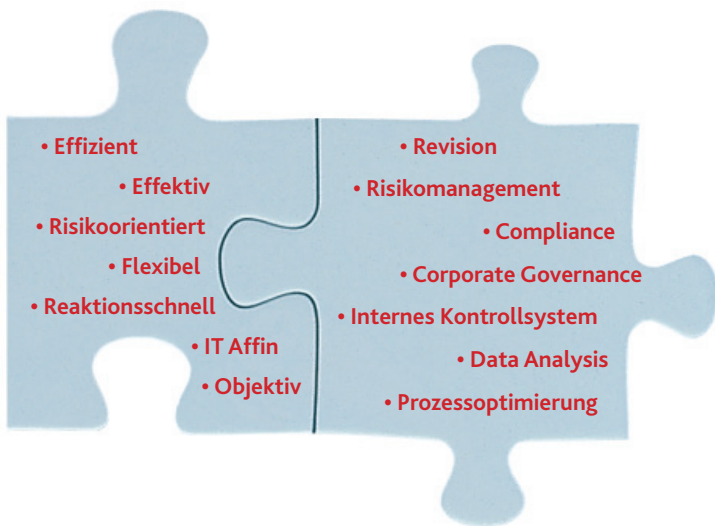 • Effizient
• Effektiv
• Risikoorientiert
• Flexibel
• Reaktionsschnell
• IT Affin
• Objektiv
• Revision
• Risikomanagement
• Compliance
• Corporate Governance
• Internes Kontrollsystem
• Data Analysis
• Prozessoptimierung